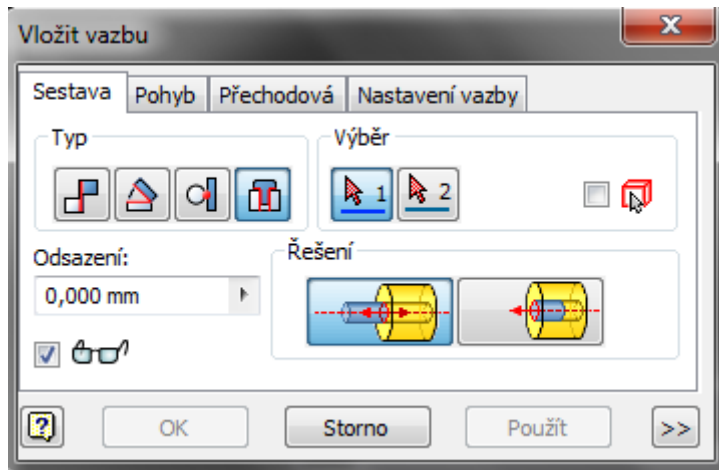 Vložit vazbu
Sestava Pohyb Přechodová Nastavení vazby
Typ
Výběr
1 2
Odsazení:
0,000 mm
Řešení
OK Storno Použít >>